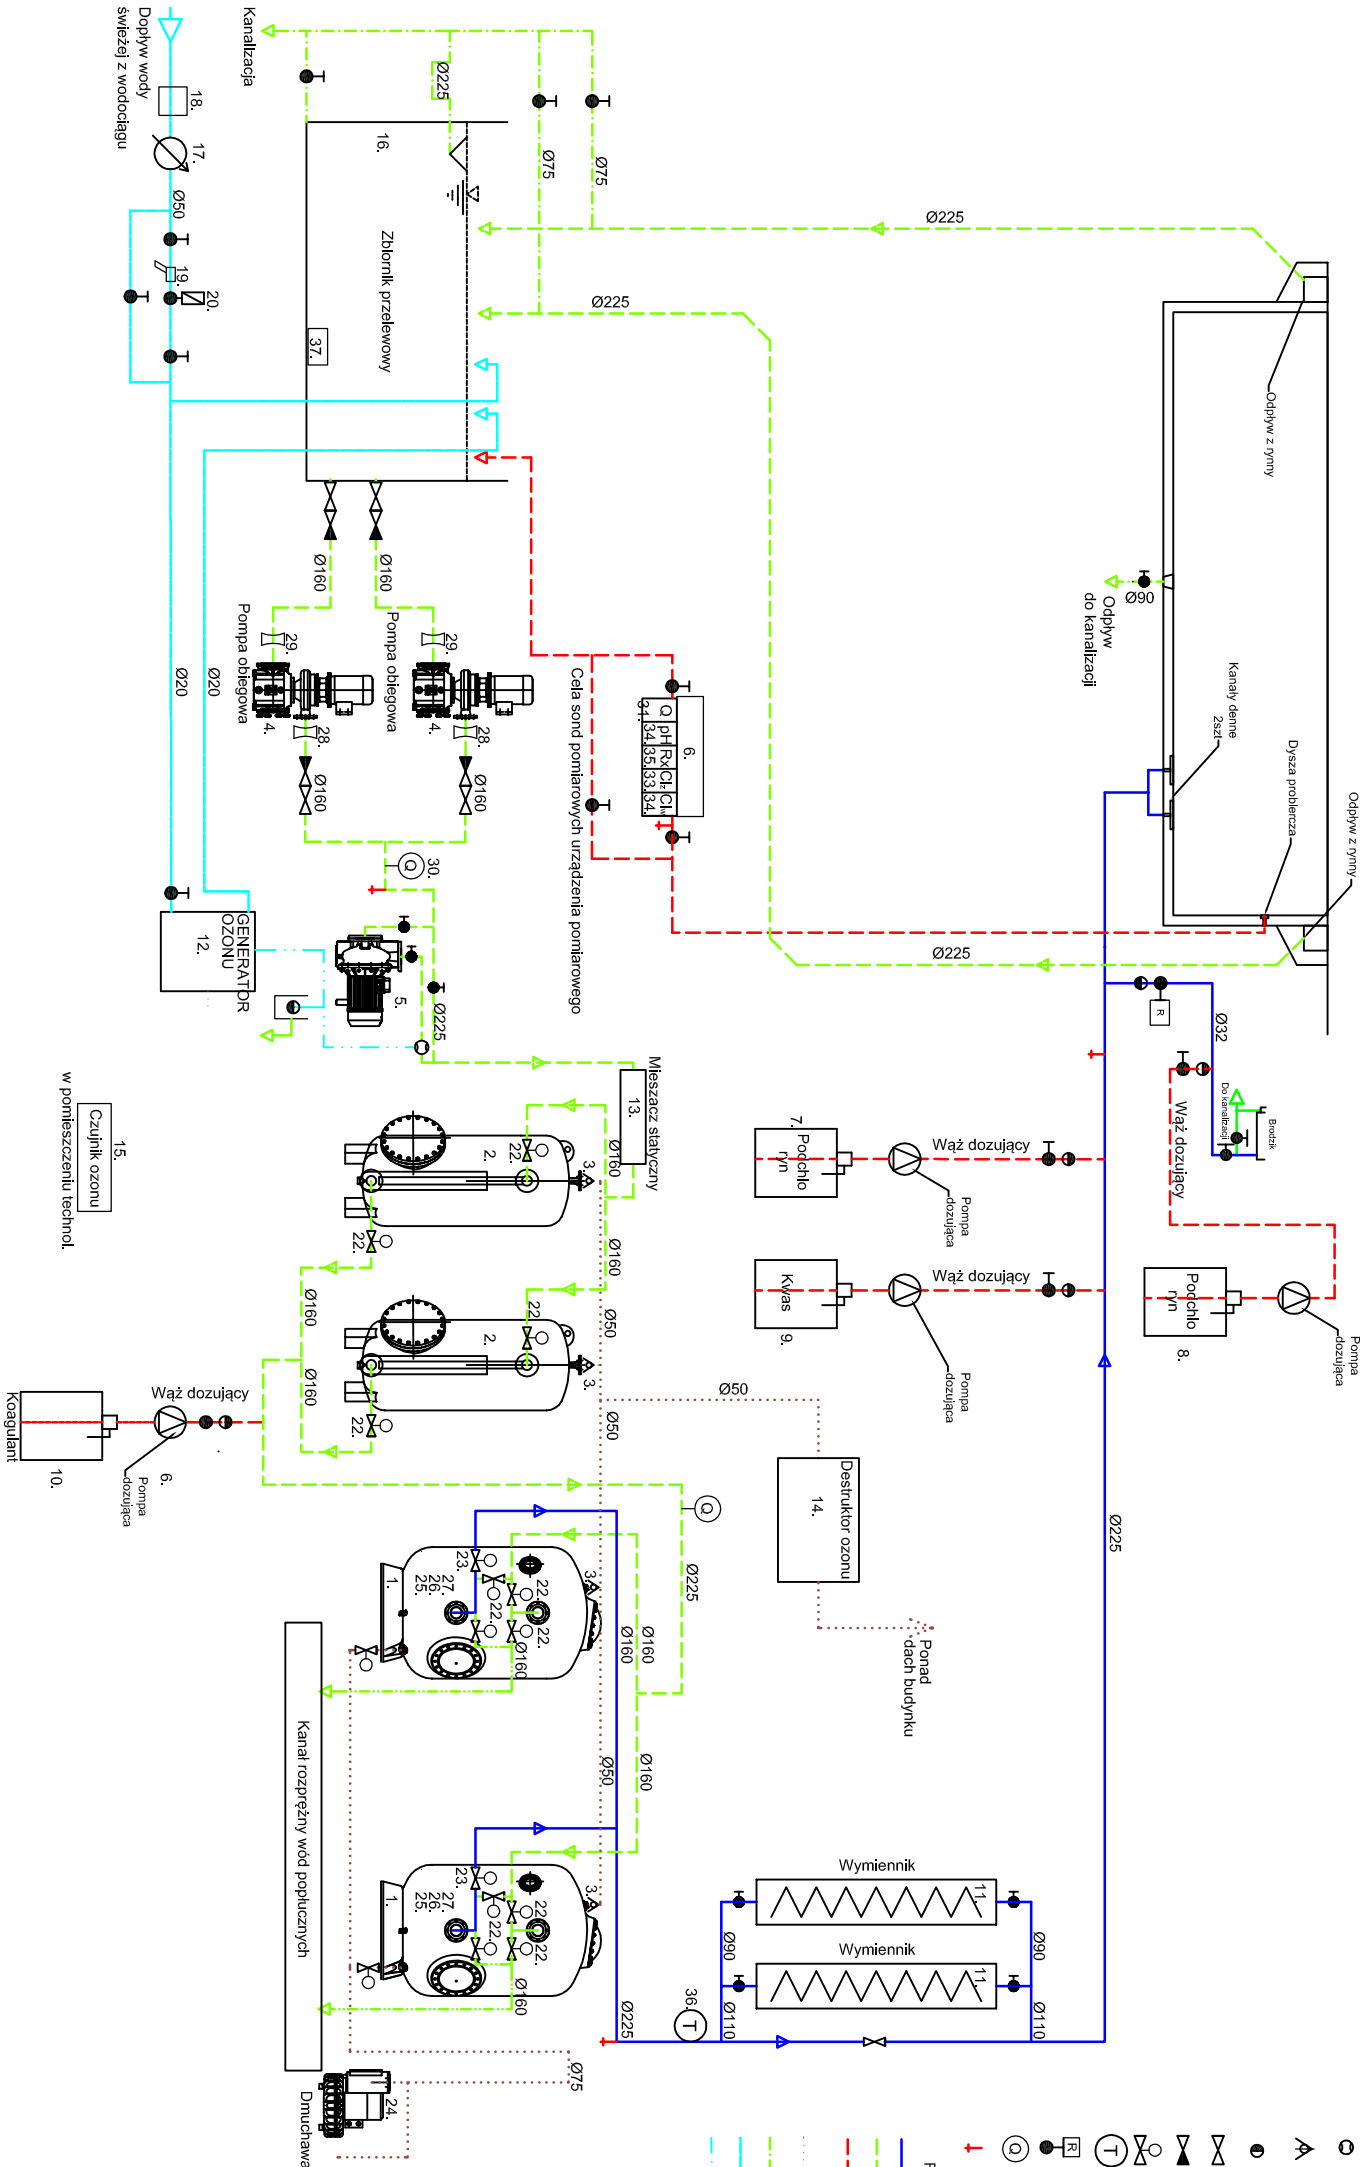 Dopływ wody
świeżej z wodociągu
18.
17.
Ø50
19.
20.
Kanalizacja
Ø225
Ø75
Ø75
16.
Zbiornik przelewowy
37.
Ø225
Ø225
Odpływ z rynny
Odpływ
do kanalizacji
Ø90
Kanały denne
2szt
Dysza probiercza
Odpływ z rynny
Ø225
Ø160
Ø160
Pompa obiegowa
Pompa obiegowa
29.
29.
4.
4.
28.
28.
Ø160
Ø160
Ø20
Ø20
Cela sond pomiarowych urządzenia pomiarowego
6.
Q
pH
Rx
Clz
Clw
31.
34.
35.
33.
34.
30.
Q
GENERATOR
OZONU
12.
5.
Ø225
Mieszacz statyczny
13.
Ø160
Ø160
15.
Czujnik ozonu
w pomieszczeniu technol.
2.
22.
3.
22.
2.
22.
3.
22.
Ø50
Ø50
Ø50
Ø160
Ø160
Wąż dozujący
Koagulant
10.
6.
Pompa
dozująca
R
Ø32
Wąż dozujący
Do kanalizacji
Brodzik
7.
Podchlo
ryn
Pompa
dozująca
Wąż dozujący
Kwas
9.
Pompa
dozująca
Wąż dozujący
Podchlo
ryn
8.
Pompa
dozująca
Destruktor ozonu
14.
Ponad
dach budynku
Ø225
Q
Ø225
Ø160
Ø160
Ø160
Ø50
1.
23.
25.
26.
27.
22.
22.
22.
3.
Ø160
Kanał rozprężny wód popłucznych
1.
23.
25.
26.
27.
22.
22.
22.
3.
Ø160
Ø225
Ø75
24.
Dmuchawa
36.
T
Wymiennik
11.
Wymiennik
11.
Ø90
Ø110
Ø90
Ø110
T
R
Q